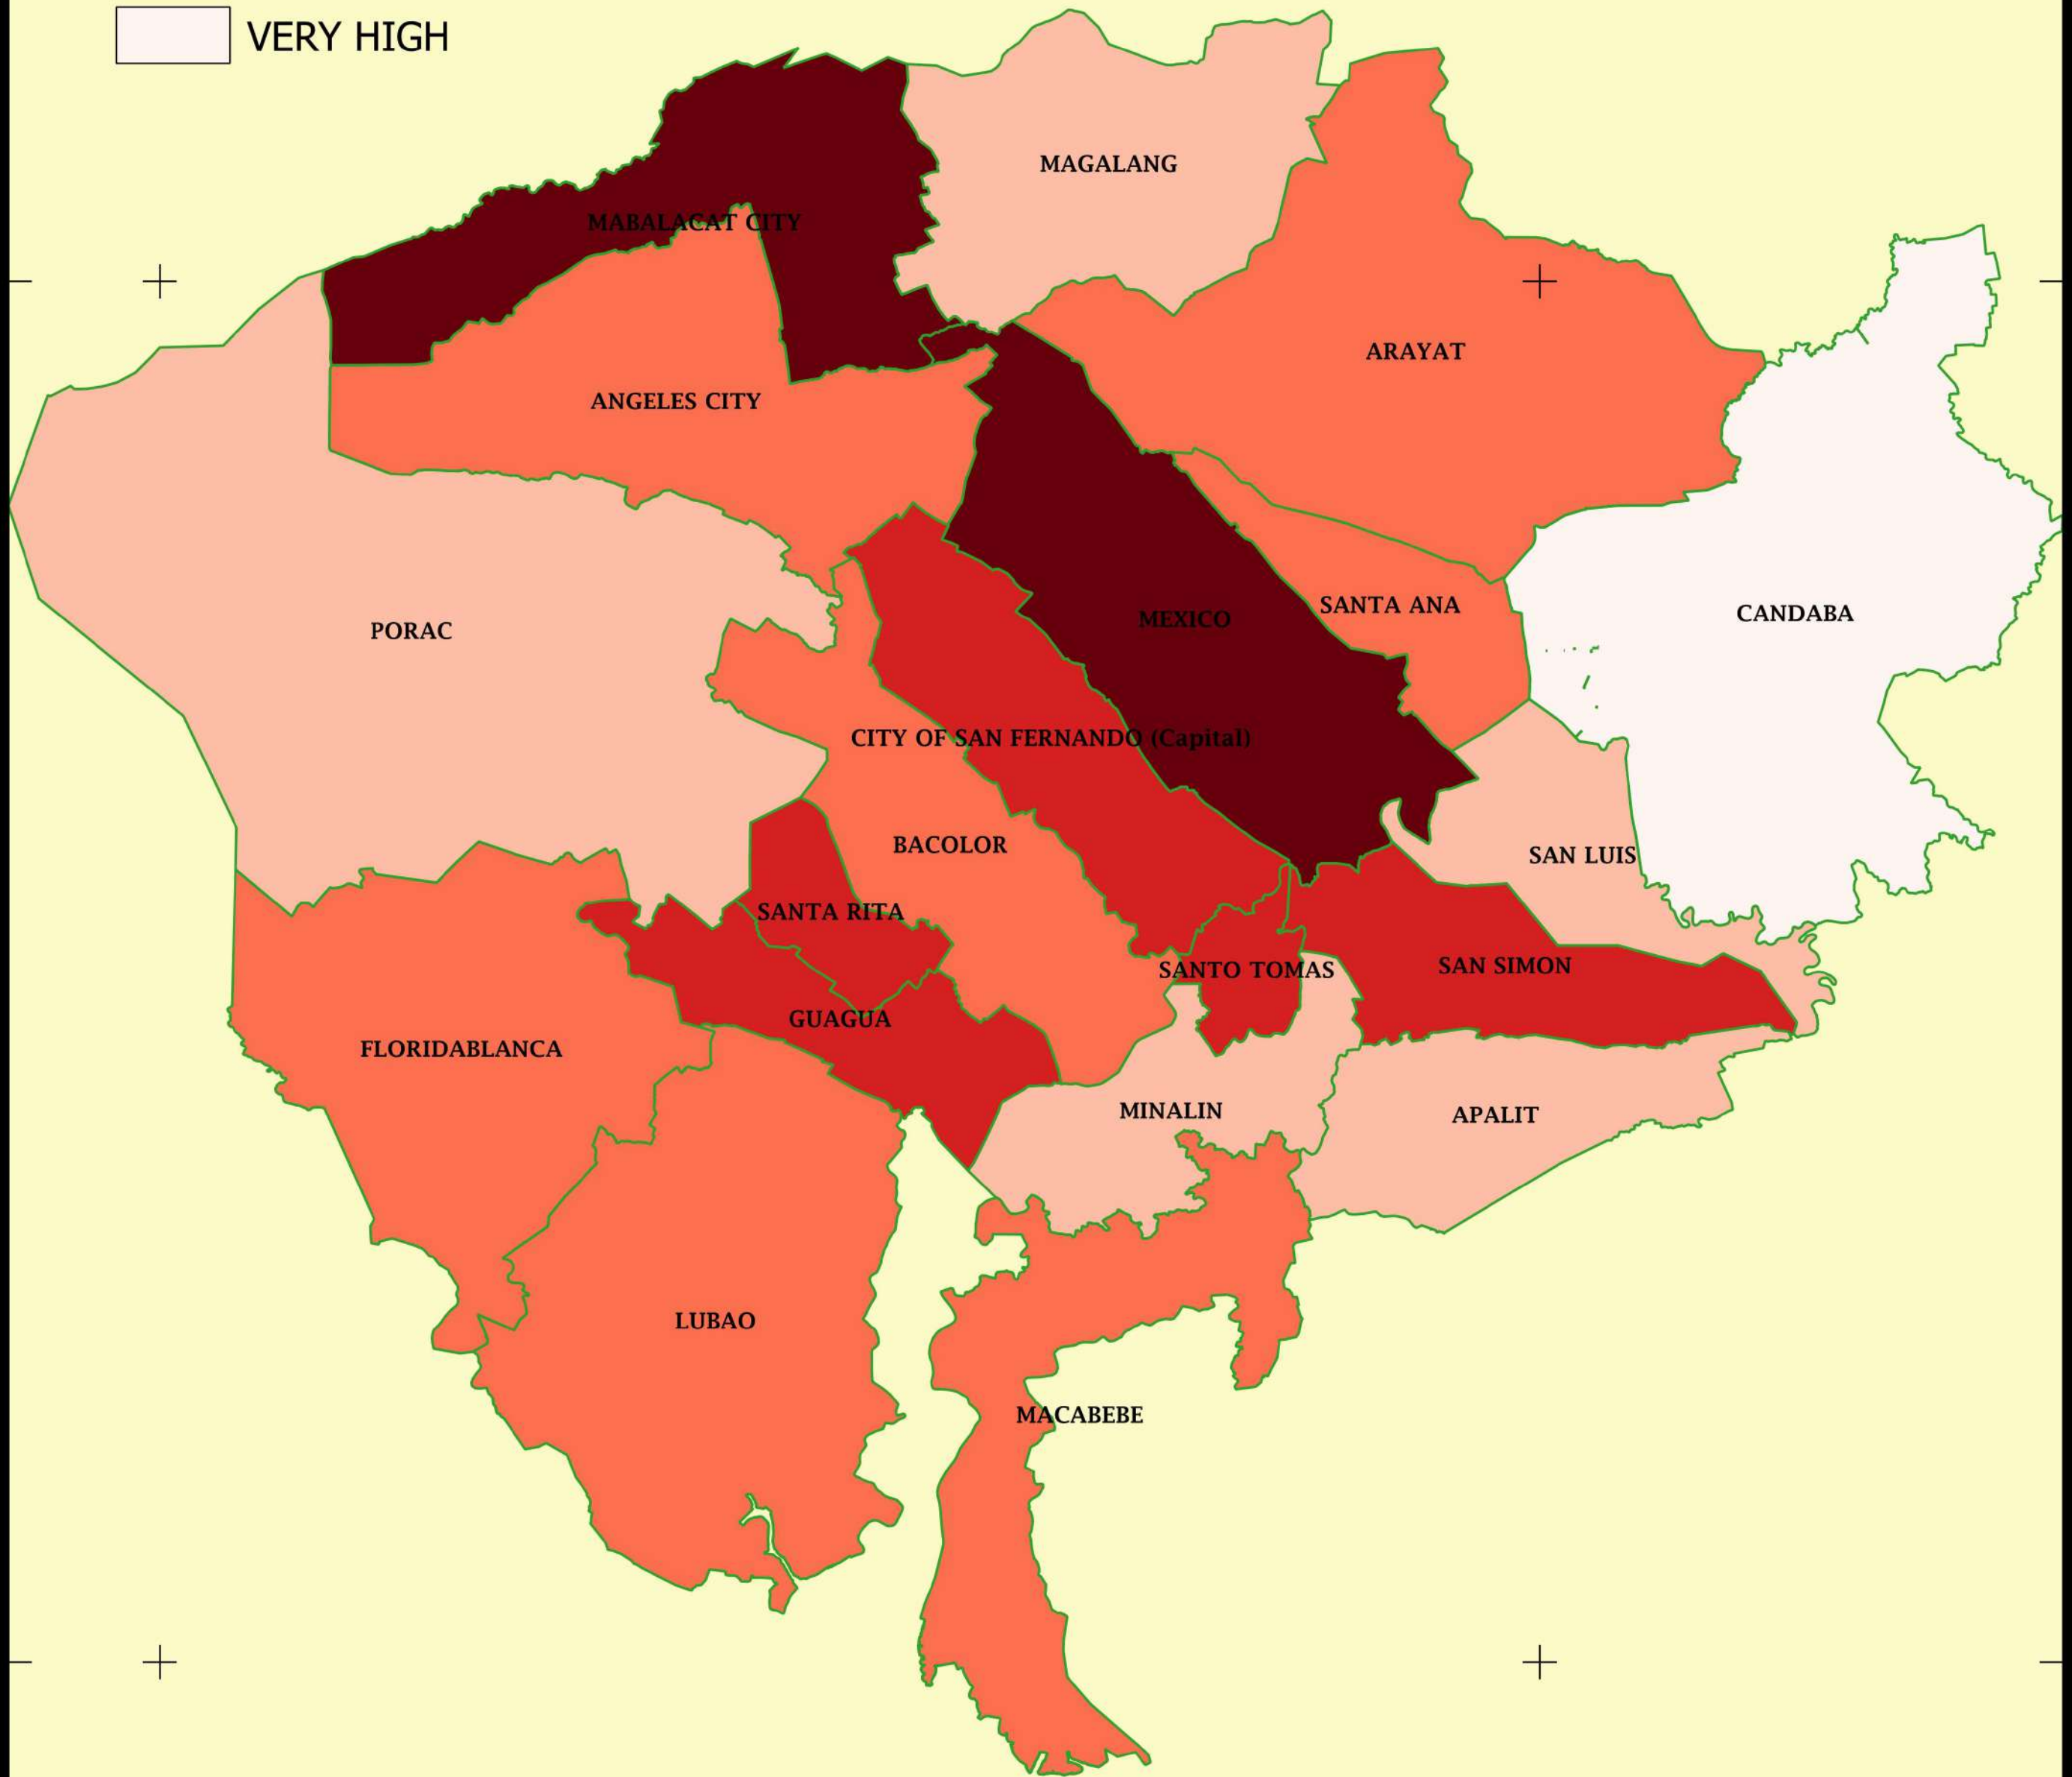 VERY HIGH
MAGALANG
MABALACAT CITY
ARAYAT
ANGELES CITY
SANTA ANA
CANDABA
MEXICO
PORAC
CITY OF SAN FERNANDO (Capital)
BACOLOR
SAN LUIS
SANTA RITA
SAN SIMON
SANTO TOMAS
GUAGUA
FLORIDABLANCA
MINALIN
APALIT
LUBAO
MACABEBE